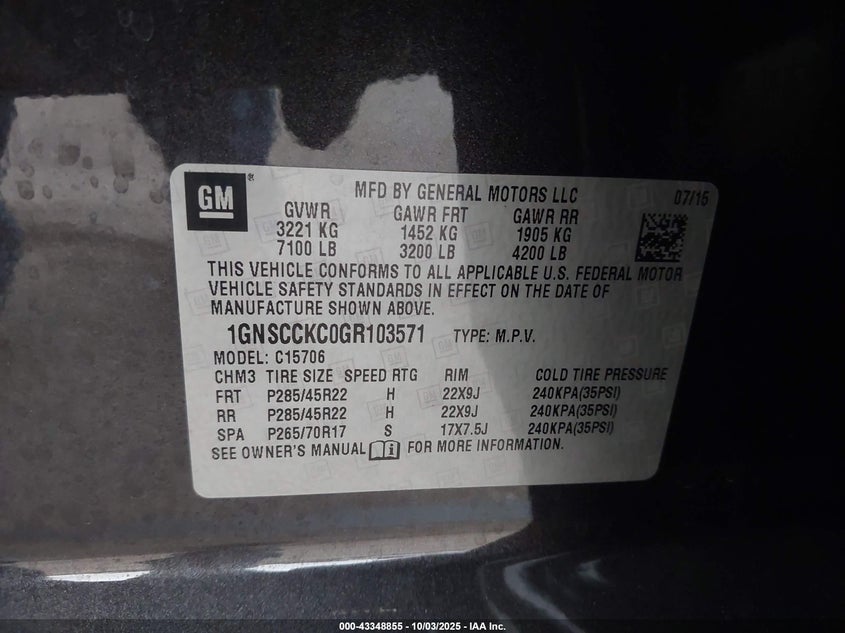 GM ®
MFD BY GENERAL MOTORS LLC 07/15
GVWR GAWR FRT GAWR RR
3221 KG 1452 KG 1905 KG
7100 LB 3200 LB 4200 LB
THIS VEHICLE CONFORMS TO ALL APPLICABLE U.S. FEDERAL MOTOR
VEHICLE SAFETY STANDARDS IN EFFECT ON THE DATE OF
MANUFACTURE SHOWN ABOVE.
1GNSCCKC0GR103571 TYPE: M.P.V.
MODEL: C15706
CHM3 TIRE SIZE SPEED RTG RIM COLD TIRE PRESSURE
FRT P285/45R22 H 22X9J 240KPA(35PSI)
RR P285/45R22 H 22X9J 240KPA(35PSI)
SPA P265/70R17 S 17X7.5J 240KPA(35PSI)
SEE OWNER'S MANUAL FOR MORE INFORMATION.
000-43348855 - 10/03/2025 - IAA Inc.